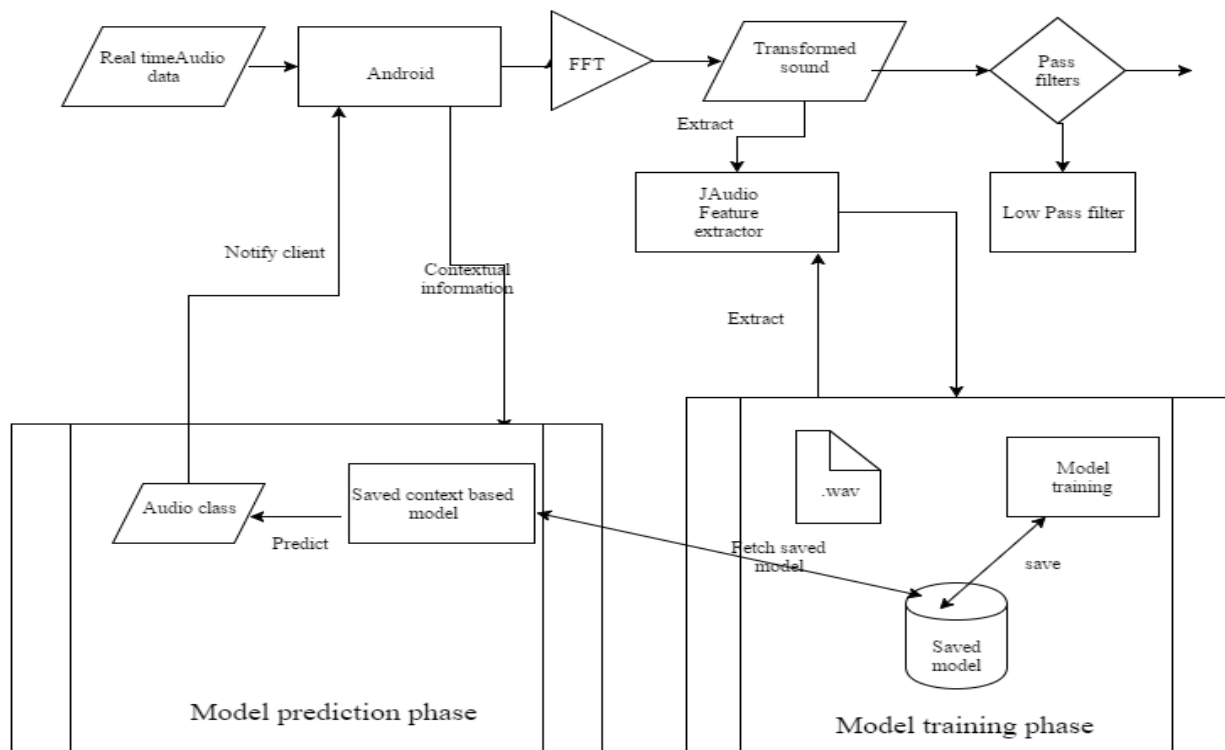 Real timeAudio
data
Android
FFT
Transformed
sound
Pass
filters
Extract
JAudio
Feature
extractor
Low Pass filter
Notify client
Contextual
information
Extract
Audio class
Predict
Saved context based
model
.wav
Model
training
Fetch saved
model
save
Saved
model
Model prediction phase
Model training phase